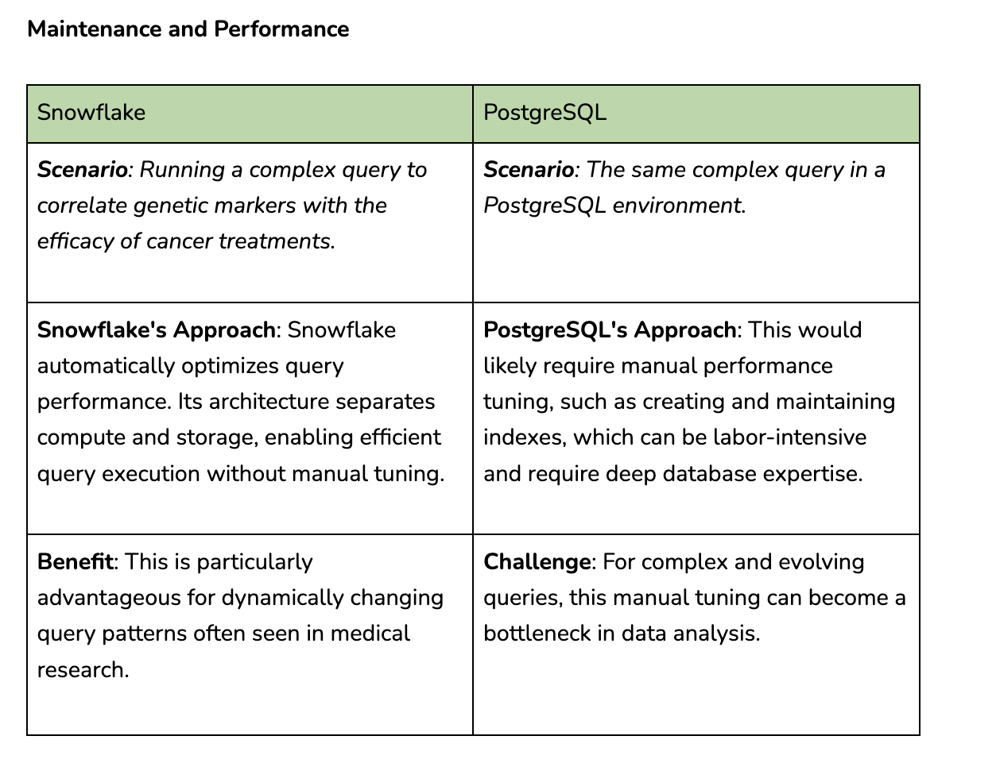 Maintenance and Performance
Snowflake
PostgreSQL
Scenario: Running a complex query to
correlate genetic markers with the
efficacy of cancer treatments.
Scenario: The same complex query in a
PostgreSQL environment.
Snowflake's Approach: Snowflake
automatically optimizes query
performance. Its architecture separates
compute and storage, enabling efficient
query execution without manual tuning.
PostgreSQL's Approach: This would
likely require manual performance
tuning, such as creating and maintaining
indexes, which can be labor-intensive
and require deep database expertise.
Benefit: This is particularly
advantageous for dynamically changing
query patterns often seen in medical
research.
Challenge: For complex and evolving
queries, this manual tuning can become a
bottleneck in data analysis.